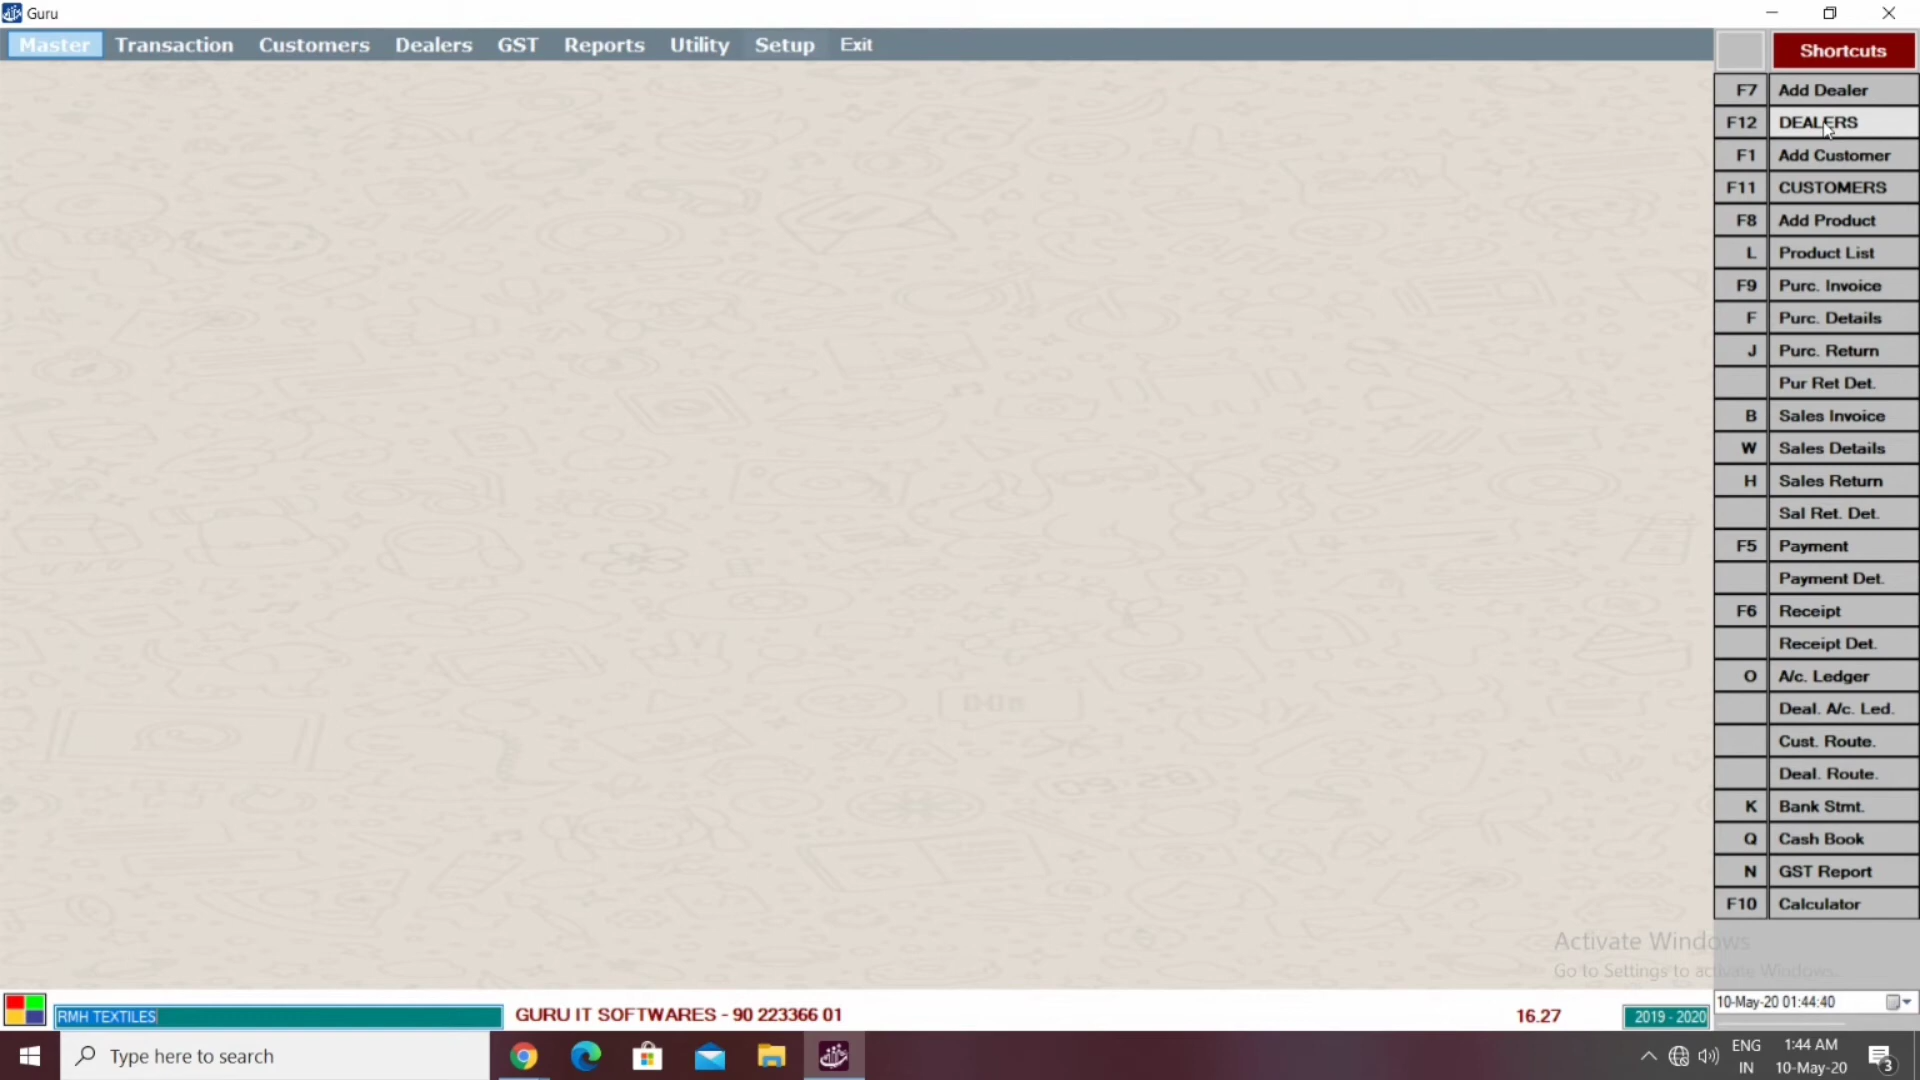 Guru
Master Transaction Customers Dealers GST Reports Utility Setup Exit
Shortcuts
F7 Add Dealer
F12 DEALERS
F1 Add Customer
F11 CUSTOMERS
F8 Add Product
L Product List
F9 Purc. Invoice
F Purc. Details
J Purc. Return
Pur Ret Det.
B Sales Invoice
W Sales Details
H Sales Return
Sal Ret. Det.
F5 Payment
Payment Det.
F6 Receipt
Receipt Det.
O A/c. Ledger
Deal. A/c. Led.
Cust. Route.
Deal. Route.
K Bank Stmt.
Q Cash Book
N GST Report
F10 Calculator
Activate Windows
Go to Settings to activate Windows.
RMH TEXTILES
GURU IT SOFTWARES - 90 223366 01
16.27
2019 - 2020
10-May-20 01:44:40
Type here to search
ENG
IN
1:44 AM
10-May-20
3